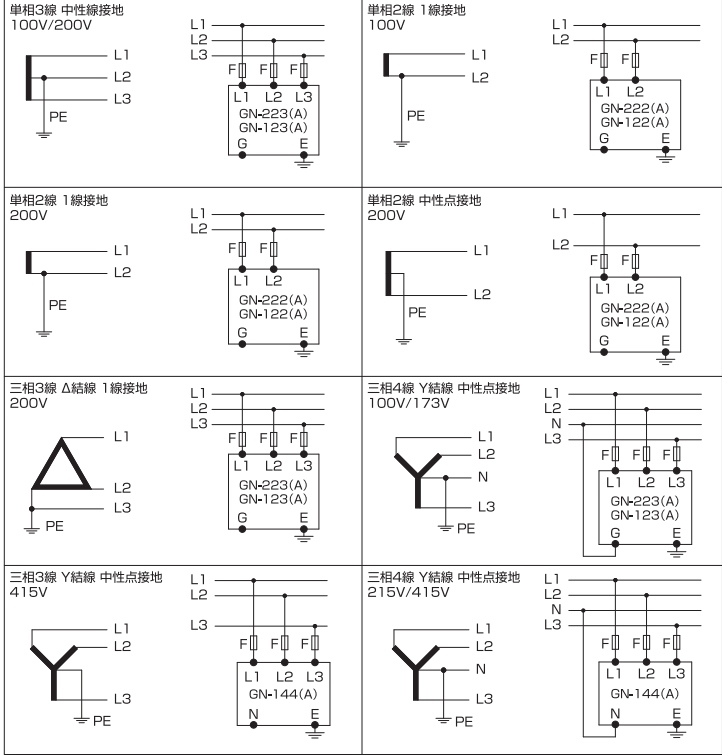 単相3線 中性線接地
100V/200V
L1
L2
L3
PE
L1
L2
L3
F F F
L1 L2 L3
GN-223(A)
GN-123(A)
G E
単相2線 1線接地
100V
L1
L2
PE
L1
L2
F F
L1 L2
GN-222(A)
GN-122(A)
G E
単相2線 1線接地
200V
L1
L2
PE
L1
L2
F F
L1 L2
GN-222(A)
GN-122(A)
G E
単相2線 中性点接地
200V
L1
L2
PE
L1
L2
F F
L1 L2
GN-222(A)
GN-122(A)
G E
三相3線 Δ結線 1線接地
200V
L1
L2
L3
PE
L1
L2
L3
F F F
L1 L2 L3
GN-223(A)
GN-123(A)
G E
三相4線 Y結線 中性点接地
100V/173V
L1
L2
N
L3
PE
L1
L2
N
L3
F F F
L1 L2 L3
GN-223(A)
GN-123(A)
G E
三相3線 Y結線 中性点接地
415V
L1
L2
L3
PE
L1
L2
L3
F F F
L1 L2 L3
GN-144(A)
N E
三相4線 Y結線 中性点接地
215V/415V
L1
L2
N
L3
PE
L1
L2
N
L3
F F F
L1 L2 L3
GN-144(A)
N E